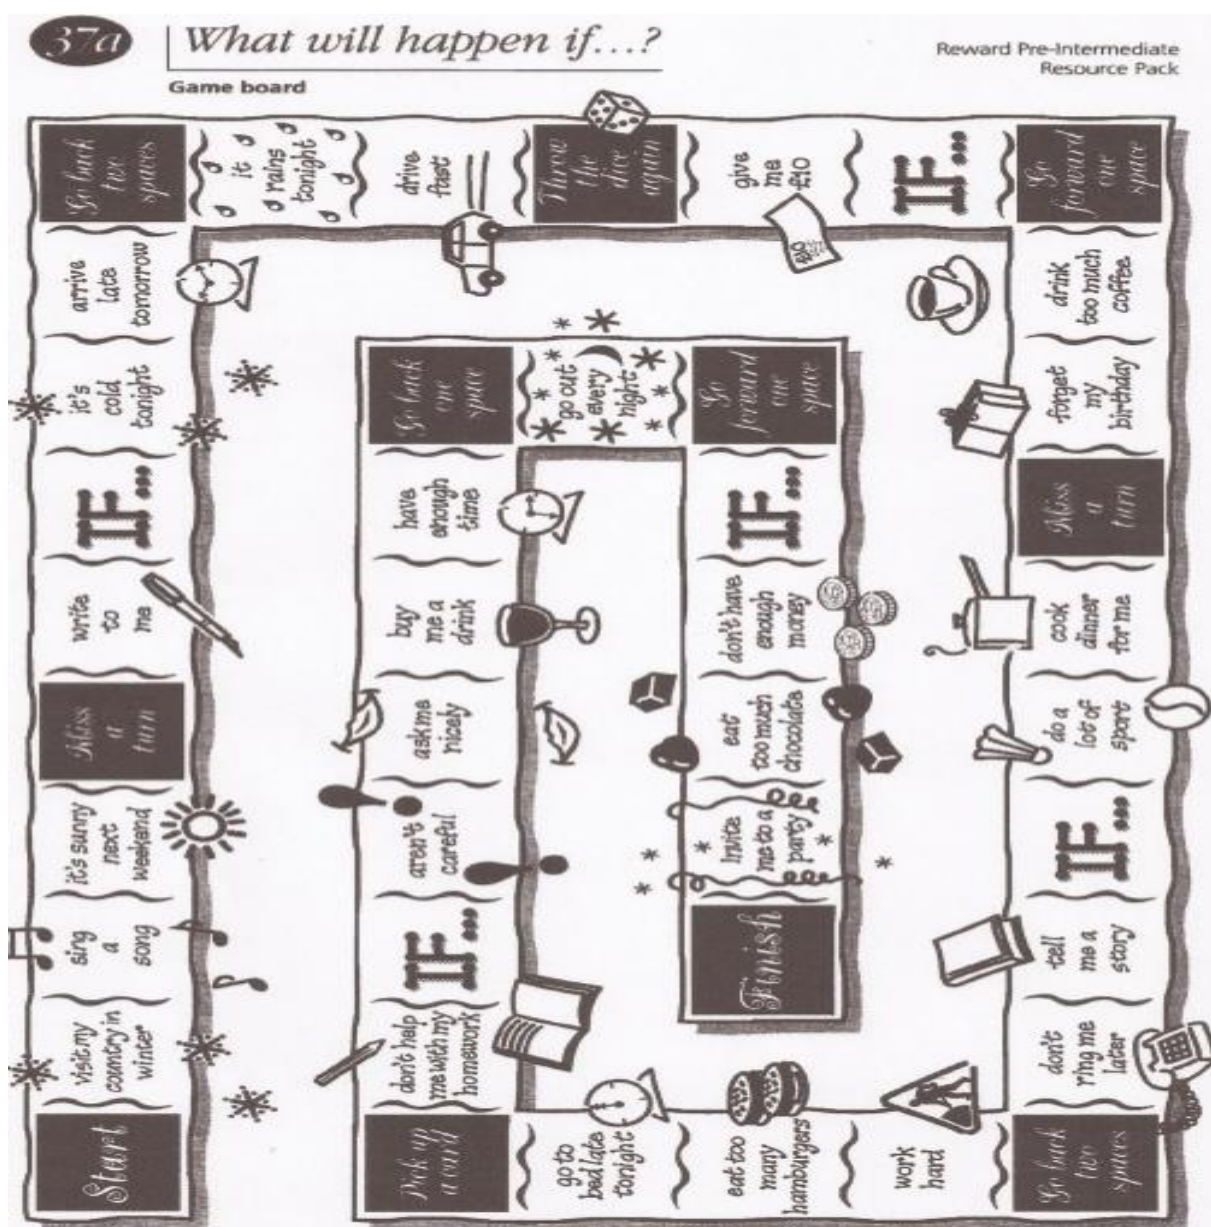 37a
What will happen if...?
Game board
Reward Pre-Intermediate
Resource Pack
Start
visit my
country in
winter
sing
a
song
it's sunny
next
weekend
Miss
a
turn
write
to
me
IF...
it's
cold
tonight
arrive
late
tomorrow
Go back
two
spaces
it
rains
tonight
drive
fast
Throw
the
dice
again
give
me
£10
IF...
Go
forward
one
space
drink
too much
coffee
forget
my
birthday
Miss
a
turn
cook
dinner
for me
do a
lot of
sport
IF...
tell
me a
story
don't
ring me
later
Go back
two
spaces
work
hard
eat too
many
hamburgers
go to
bed late
tonight
Pick up
a card
don't help
me with my
homework
IF...
aren't
careful
ask me
nicely
buy
me a
drink
have
enough
time
Go back
one
space
go out
every
night
Go
forward
one
space
IF...
don't have
enough
money
eat
too much
chocolate
invite
me to a
party
Finish